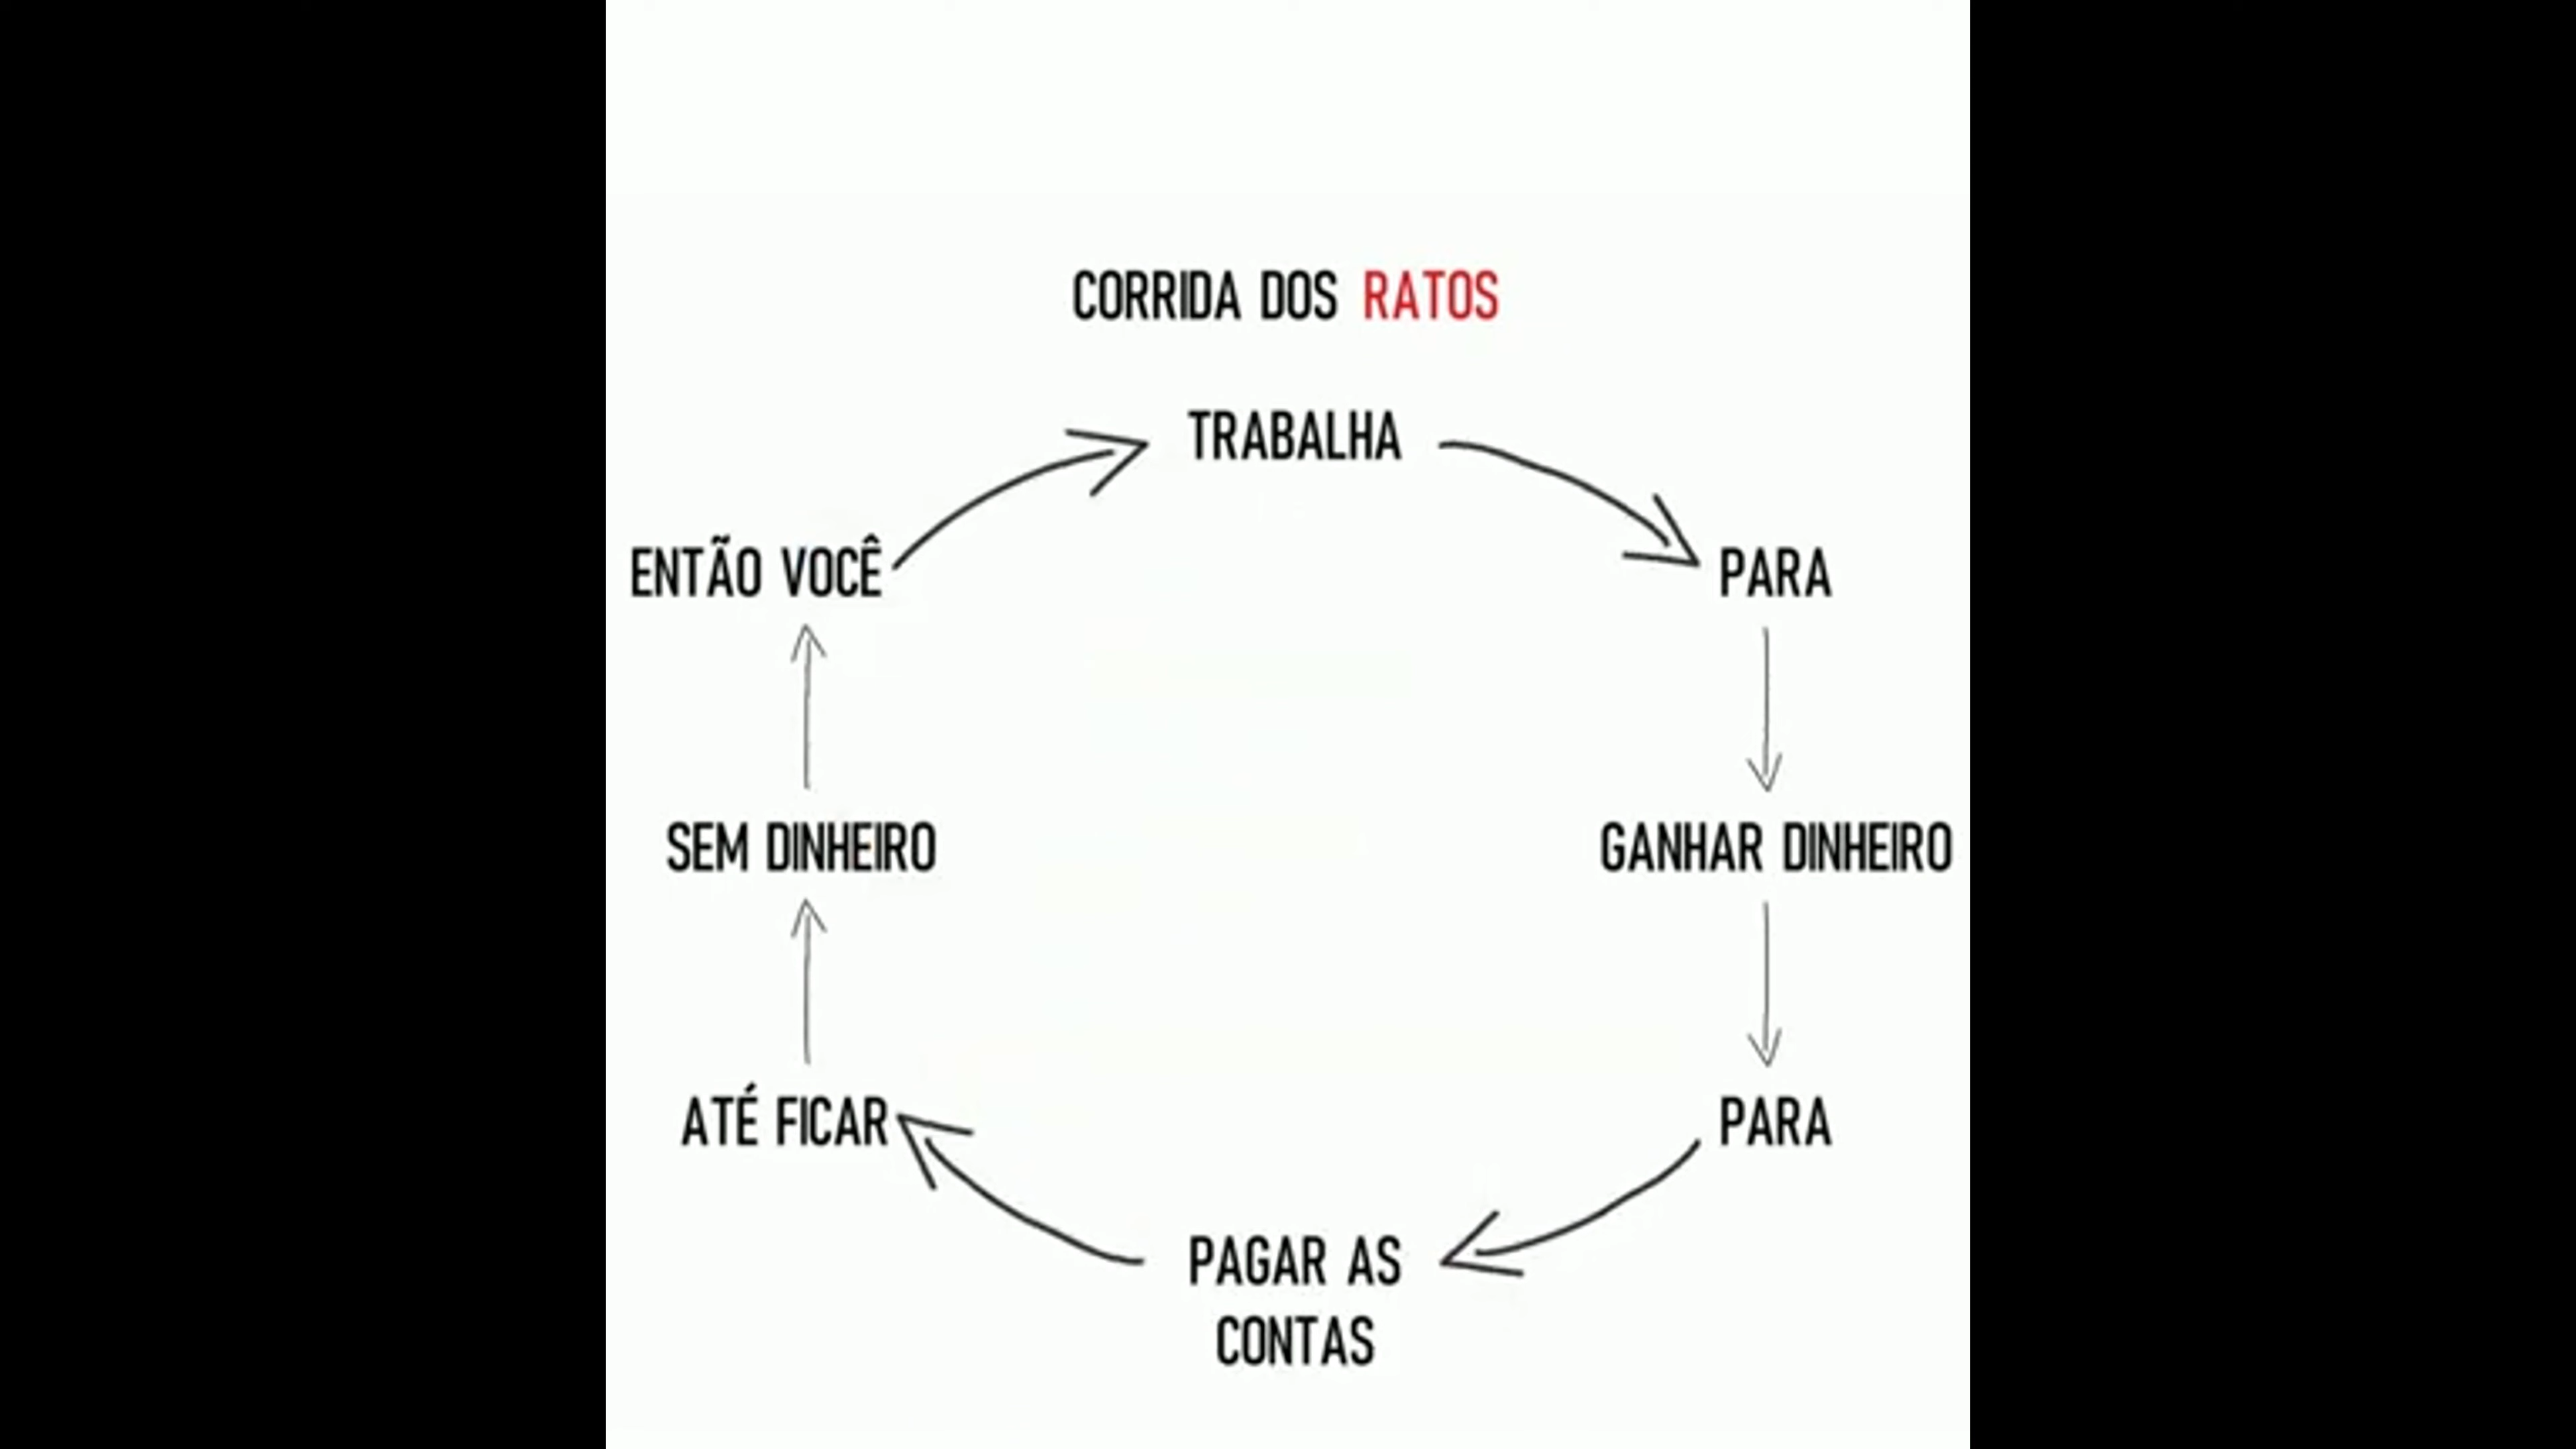 CORRIDA DOS RATOS
TRABALHA
PARA
GANHAR DINHEIRO
PARA
PAGAR AS
CONTAS
ATÉ FICAR
SEM DINHEIRO
ENTÃO VOCÊ